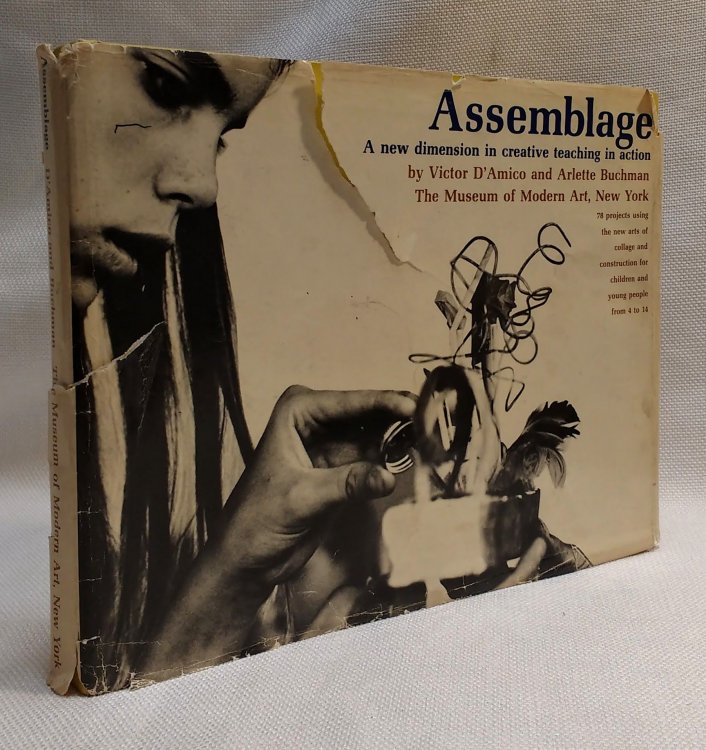 Assemblage
A new dimension in creative teaching in action
by Victor D'Amico and Arlette Buchman
The Museum of Modern Art, New York
78 projects using
the new arts of
collage and
construction for
children and
young people
from 4 to 14
Assemblage D'Amico and Buchman The Museum of Modern Art, New York